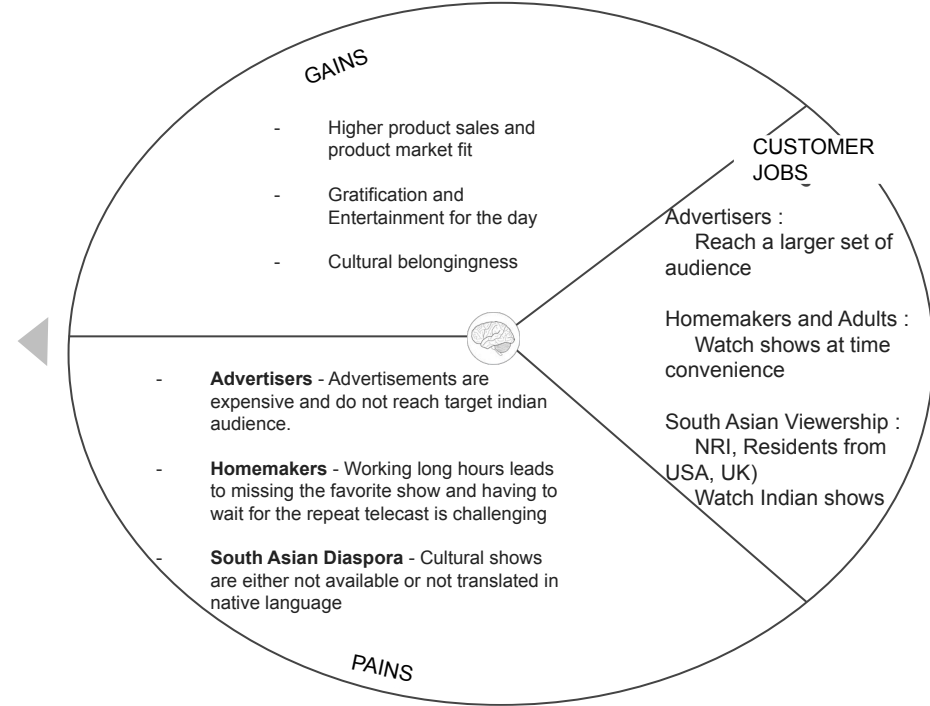 GAINS
- Higher product sales and
product market fit
- Gratification and
Entertainment for the day
- Cultural belongingness
CUSTOMER
JOBS
Advertisers :
Reach a larger set of
audience
Homemakers and Adults :
Watch shows at time
convenience
South Asian Viewership :
NRI, Residents from
USA, UK)
Watch Indian shows
- Advertisers - Advertisements are
expensive and do not reach target indian
audience.
- Homemakers - Working long hours leads
to missing the favorite show and having to
wait for the repeat telecast is challenging
- South Asian Diaspora - Cultural shows
are either not available or not translated in
native language
PAINS